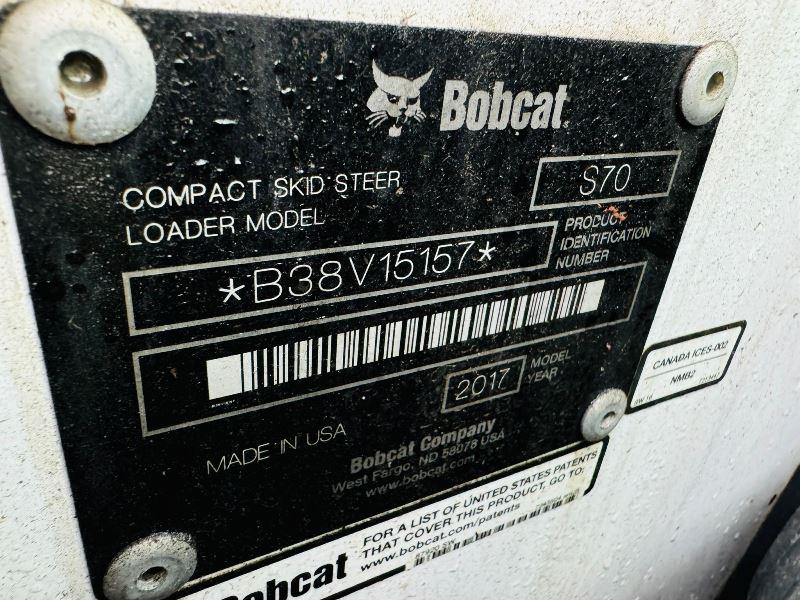 Bobcat
COMPACT SKID STEER
LOADER MODEL
S70
PRODUCT
IDENTIFICATION
NUMBER
*B38V15157*
2017
MODEL
YEAR
MADE IN USA
Bobcat Company
West Fargo, ND 58078 USA
www.bobcat.com
CANADA ICES-002
NMB2
FOR A LIST OF UNITED STATES PATENTS
THAT COVER THIS PRODUCT, GO TO:
www.bobcat.com/patents
Bobcat